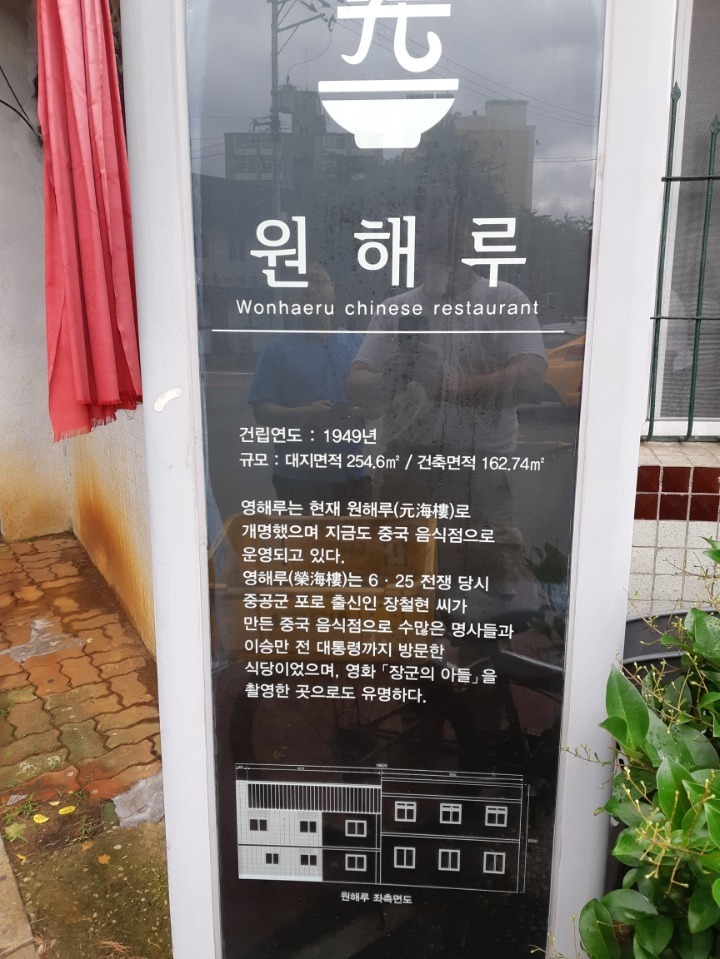 원해루
Wonhaeru chinese restaurant
건립연도 : 1949년
규모 : 대지면적 254.6㎡ / 건축면적 162.74㎡
영해루는 현재 원해루(元海樓)로
개명했으며 지금도 중국 음식점으로
운영되고 있다.
영해루(榮海樓)는 6 · 25 전쟁 당시
중공군 포로 출신인 장철현 씨가
만든 중국 음식점으로 수많은 명사들과
이승만 전 대통령까지 방문한
식당이었으며, 영화 「장군의 아들」을
촬영한 곳으로도 유명하다.
원해루 좌측면도